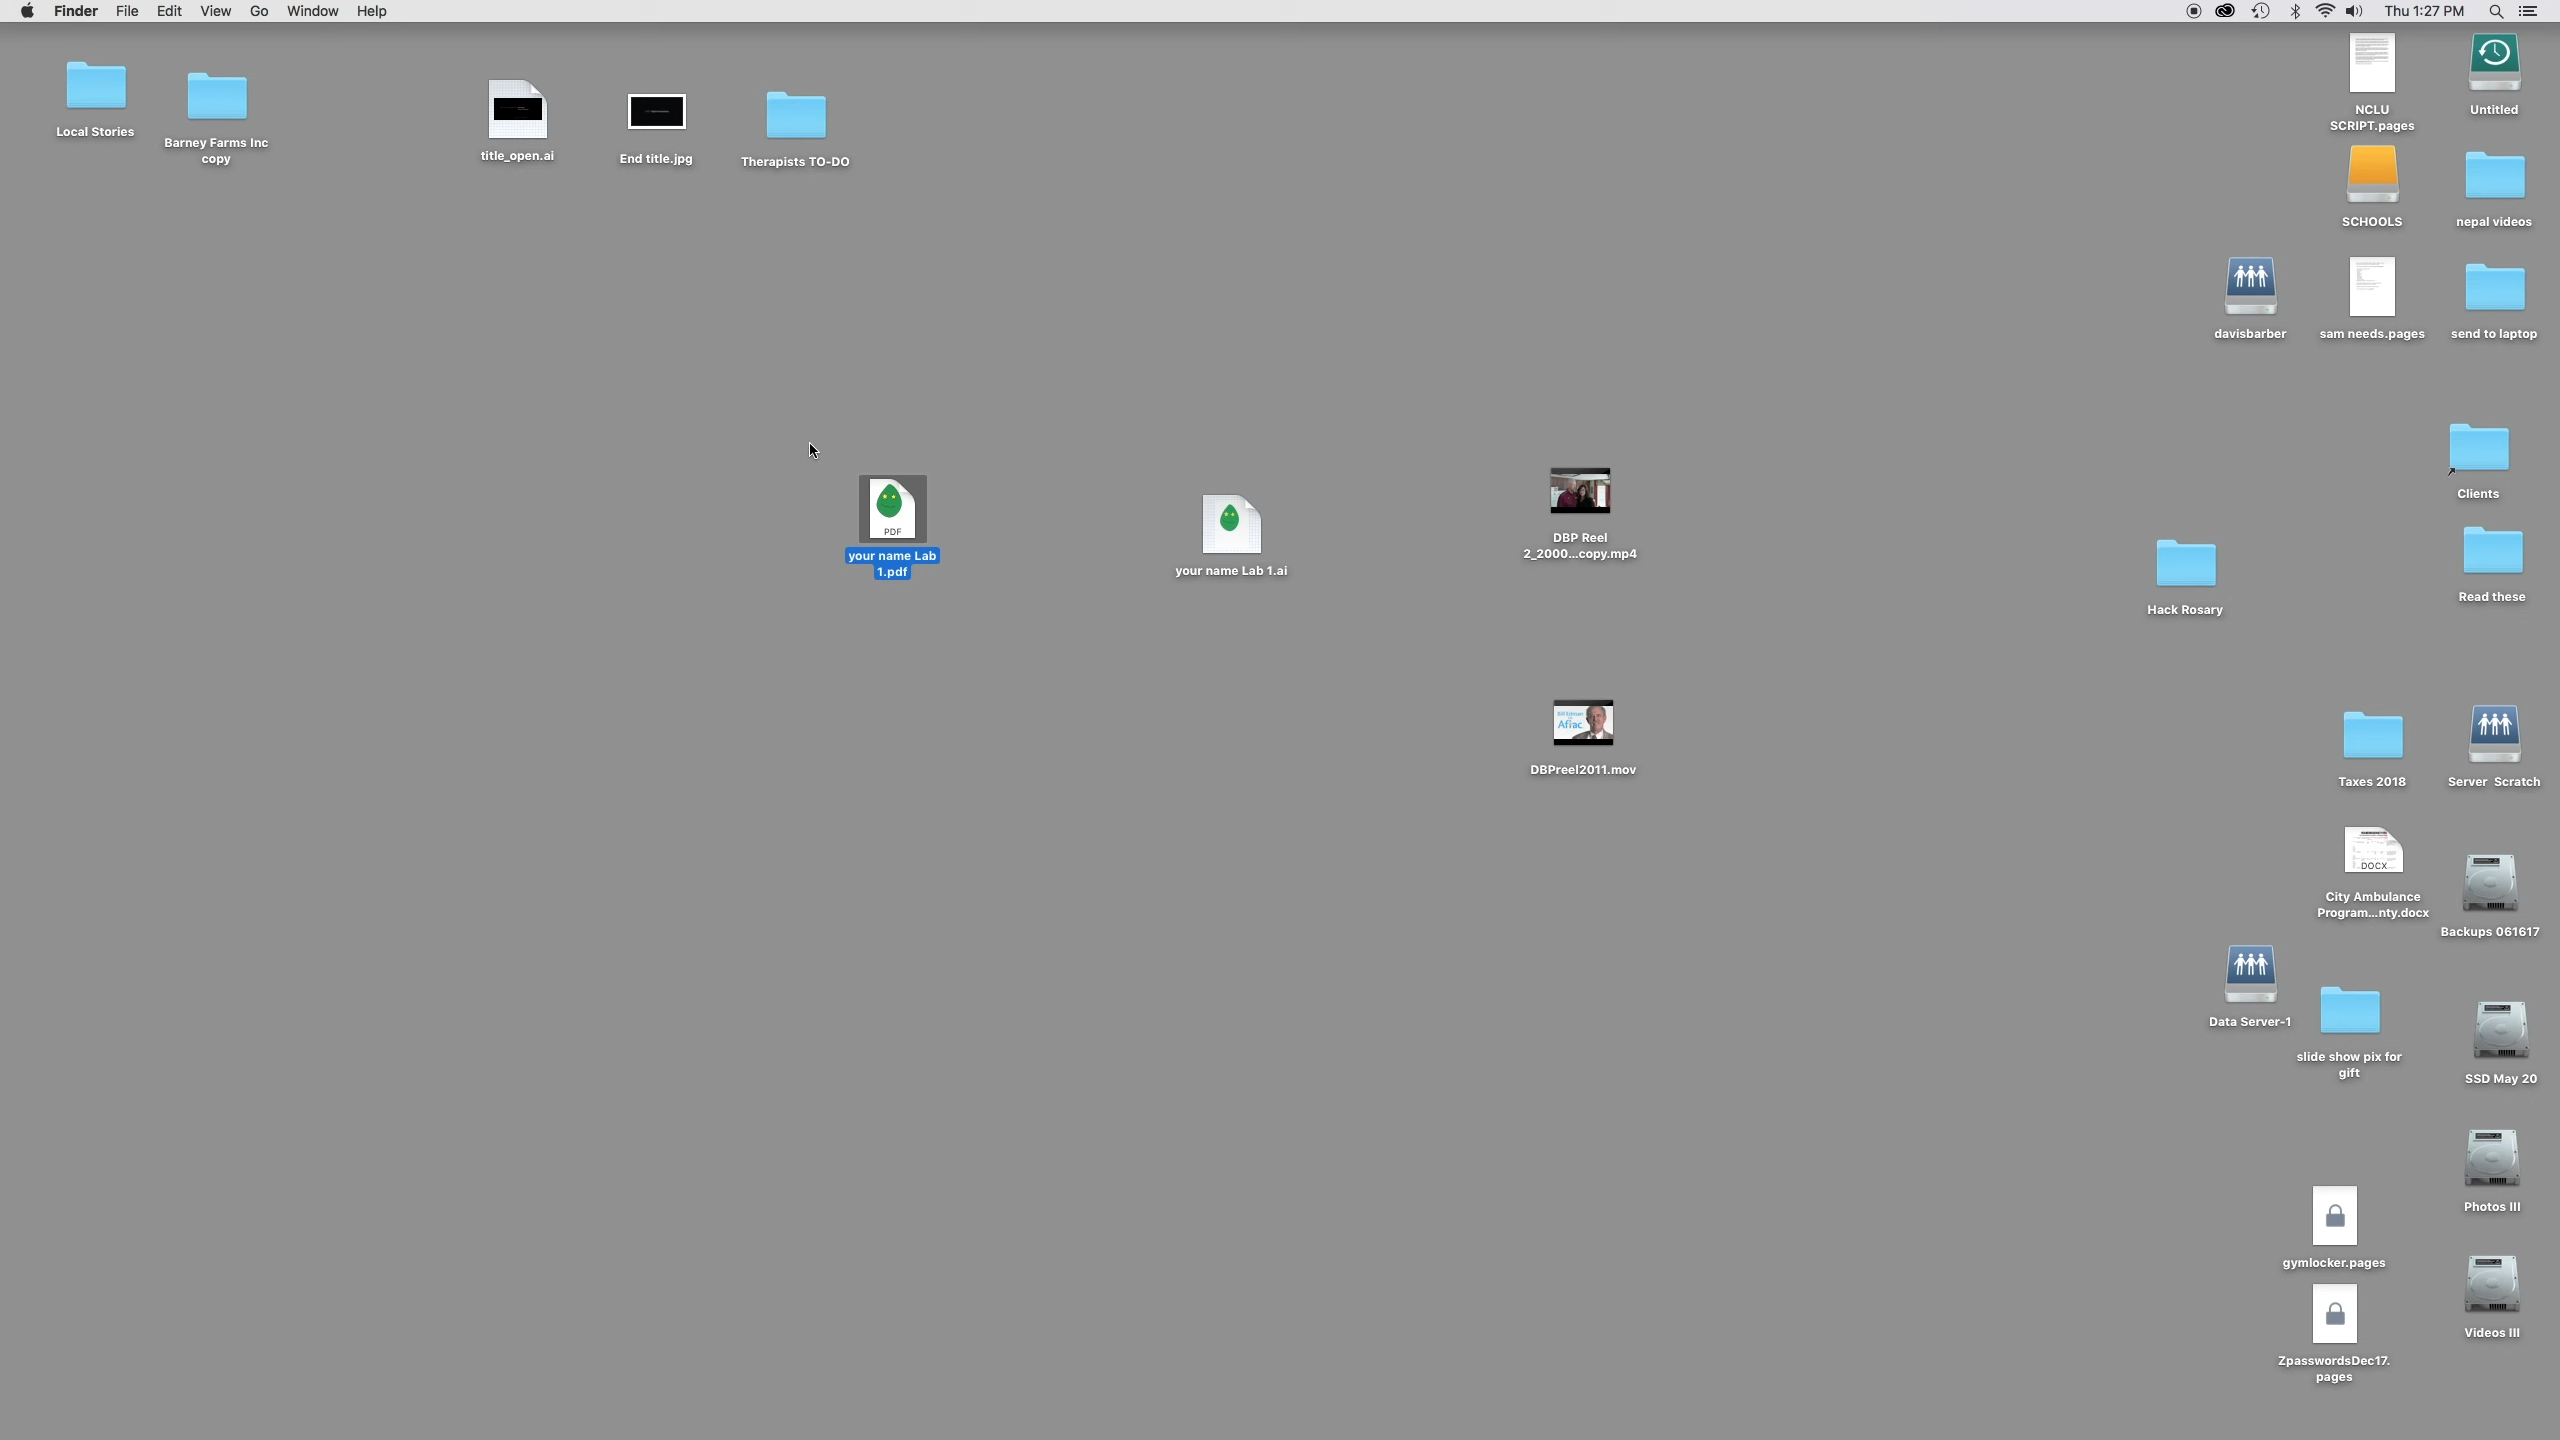 Finder File Edit View Go Window Help
Thu 1:27 PM
Local Stories
Barney Farms Inc
copy
title_open.ai
End title.jpg
Therapists TO-DO
NCLU
SCRIPT.pages
Untitled
SCHOOLS
nepal videos
davisbarber
sam needs.pages
send to laptop
Clients
PDF
your name Lab
1.pdf
your name Lab 1.ai
DBP Reel
2_2000...copy.mp4
Hack Rosary
Read these
Aflac
DBPreel2011.mov
Taxes 2018
Server Scratch
DOCX
City Ambulance
Program...nty.docx
Backups 061617
Data Server-1
slide show pix for
gift
SSD May 20
Photos III
gymlocker.pages
Videos III
ZpasswordsDec17.
pages